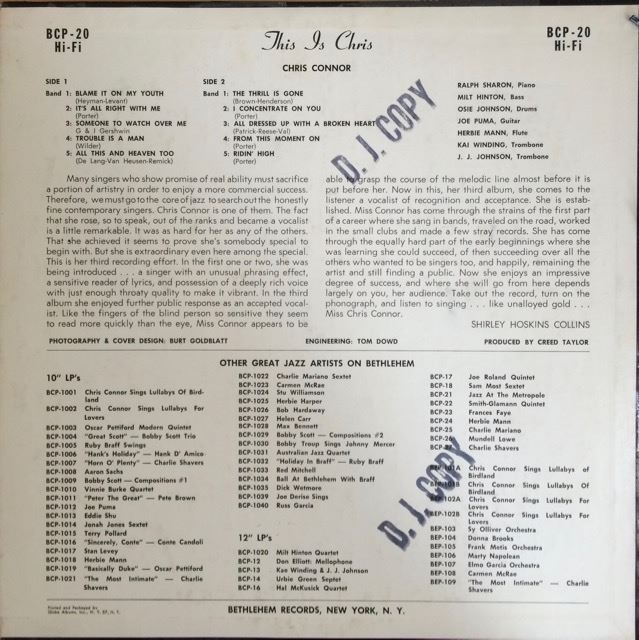 BCP-20
Hi-Fi
This Is Chris
BCP-20
Hi-Fi
CHRIS CONNOR
SIDE 1
Band 1: BLAME IT ON MY YOUTH
(Heyman-Levant)
2: IT'S ALL RIGHT WITH ME
(Porter)
3: SOMEONE TO WATCH OVER ME
G & I Gershwin
4: TROUBLE IS A MAN
(Wilder)
5: ALL THIS AND HEAVEN TOO
(De Lang-Van Heusen-Remick)
SIDE 2
Band 1: THE THRILL IS GONE
(Brown-Henderson)
2: I CONCENTRATE ON YOU
(Porter)
3: ALL DRESSED UP WITH A BROKEN HEART
(Patrick-Reese-Val)
4: FROM THIS MOMENT ON
(Porter)
5: RIDIN' HIGH
(Porter)
RALPH SHARON, Piano
MILT HINTON, Bass
OSIE JOHNSON, Drums
JOE PUMA, Guitar
HERBIE MANN, Flute
KAI WINDING, Trombone
J. J. JOHNSON, Trombone
D. J. COPY
Many singers who show promise of real ability must sacrifice
a portion of artistry in order to enjoy a more commercial success.
Therefore, we must go to the core of jazz to search out the honestly
fine contemporary singers. Chris Connor is one of them. The fact
that she rose, so to speak, out of the ranks and became a vocalist
is a little remarkable. It was as hard for her as any of the others.
That she achieved it seems to prove she's somebody special to
begin with. But she is extraordinary even here among the special.
This is her third recording effort. In the first one or two, she was
being introduced . . . a singer with an unusual phrasing effect,
a sensitive reader of lyrics, and possession of a deeply rich voice
with just enough throaty quality to make it vibrant. In the third
album she enjoyed further public response as an accepted vocal-
ist. Like the fingers of the blind person so sensitive they seem
to read more quickly than the eye, Miss Connor appears to be
able to grasp the course of the melodic line almost before it is
put before her. Now in this, her third album, she comes to the
listener a vocalist of recognition and acceptance. She is estab-
lished. Miss Connor has come through the strains of the first part
of a career where she sang in bands, traveled on the road, worked
in the small clubs and made a few stray records. She has come
through the equally hard part of the early beginnings where she
was learning she could succeed, of then succeeding over all the
others who wanted to be singers too, and happily, remaining the
artist and still finding a public. Now she enjoys an impressive
degree of success, and where she will go from here depends
largely on you, her audience. Take out the record, turn on the
phonograph, and listen to singing . . . like unalloyed gold . . .
Miss Chris Connor.
SHIRLEY HOSKINS COLLINS
PHOTOGRAPHY & COVER DESIGN: BURT GOLDBLATT
ENGINEERING: TOM DOWD
PRODUCED BY CREED TAYLOR
OTHER GREAT JAZZ ARTISTS ON BETHLEHEM
10" LP's
BCP-1001 Chris Connor Sings Lullabys Of Bird-
land
BCP-1002 Chris Connor Sings Lullabys For
Lovers
BCP-1003 Oscar Pettiford Modern Quintet
BCP-1004 "Great Scott" — Bobby Scott Trio
BCP-1005 Ruby Braff Swings
BCP-1006 "Hank's Holiday" — Hank D' Amico
BCP-1007 "Horn O' Plenty" — Charlie Shavers
BCP-1008 Aaron Sachs
BCP-1009 Bobby Scott — Compositions #1
BCP-1010 Vinnie Burke Quartet
BCP-1011 "Peter The Great" — Pete Brown
BCP-1012 Joe Puma
BCP-1013 Eddie Shu
BCP-1014 Jonah Jones Sextet
BCP-1015 Terry Pollard
BCP-1016 "Sincerely, Conte" — Conte Candoli
BCP-1017 Stan Levey
BCP-1018 Herbie Mann
BCP-1019 "Basically Duke" — Oscar Pettiford
BCP-1021 "The Most Intimate" — Charlie
Shavers
BCP-1022 Charlie Mariano Sextet
BCP-1023 Carmen McRae
BCP-1024 Stu Williamson
BCP-1025 Herbie Harper
BCP-1026 Bob Hardaway
BCP-1027 Helen Carr
BCP-1028 Max Bennett
BCP-1029 Bobby Scott — Compositions #2
BCP-1030 Bobby Troup Sings Johnny Mercer
BCP-1031 Australian Jazz Quartet
BCP-1032 "Holiday In Braff" — Ruby Braff
BCP-1033 Red Mitchell
BCP-1034 Ball At Bethlehem With Braff
BCP-1035 Dick Wetmore
BCP-1039 Joe Derise Sings
BCP-1040 Russ Garcia
12" LP's
BCP-1020 Milt Hinton Quartet
BCP-12 Don Elliott: Mellophone
BCP-13 Kae Winding & J. J. Johnson
BCP-14 Urbie Green Septet
BCP-16 Hal McKusick Quartet
BCP-17 Joe Roland Quintet
BCP-18 Sam Most Sextet
BCP-21 Jazz At The Metropole
BCP-22 Smith-Glamann Quintet
BCP-23 Frances Faye
BCP-24 Herbie Mann
BCP-25 Charlie Mariano
BCP-26 Mundell Lowe
BCP-27 Charlie Shavers
BEP-101A Chris Connor Sings Lullabys of
BEP-101B Birdland
BEP-102A Chris Connor Sings Lullabys For
Lovers
BEP-102B Chris Connor Sings Lullabys For
Lovers
BEP-103 Sy Olliver Orchestra
BEP-104 Donna Brooks
BEP-105 Frank Metis Orchestra
BEP-106 Marty Napolean
BEP-107 Elmo Garcia Orchestra
BEP-108 Carmen McRae
BEP-109 "The Most Intimate" — Charlie
Shavers
D. J. COPY
Printed and Packaged by
Globe Albums, Inc., N. Y. 57, N. Y.
BETHLEHEM RECORDS, NEW YORK, N. Y.